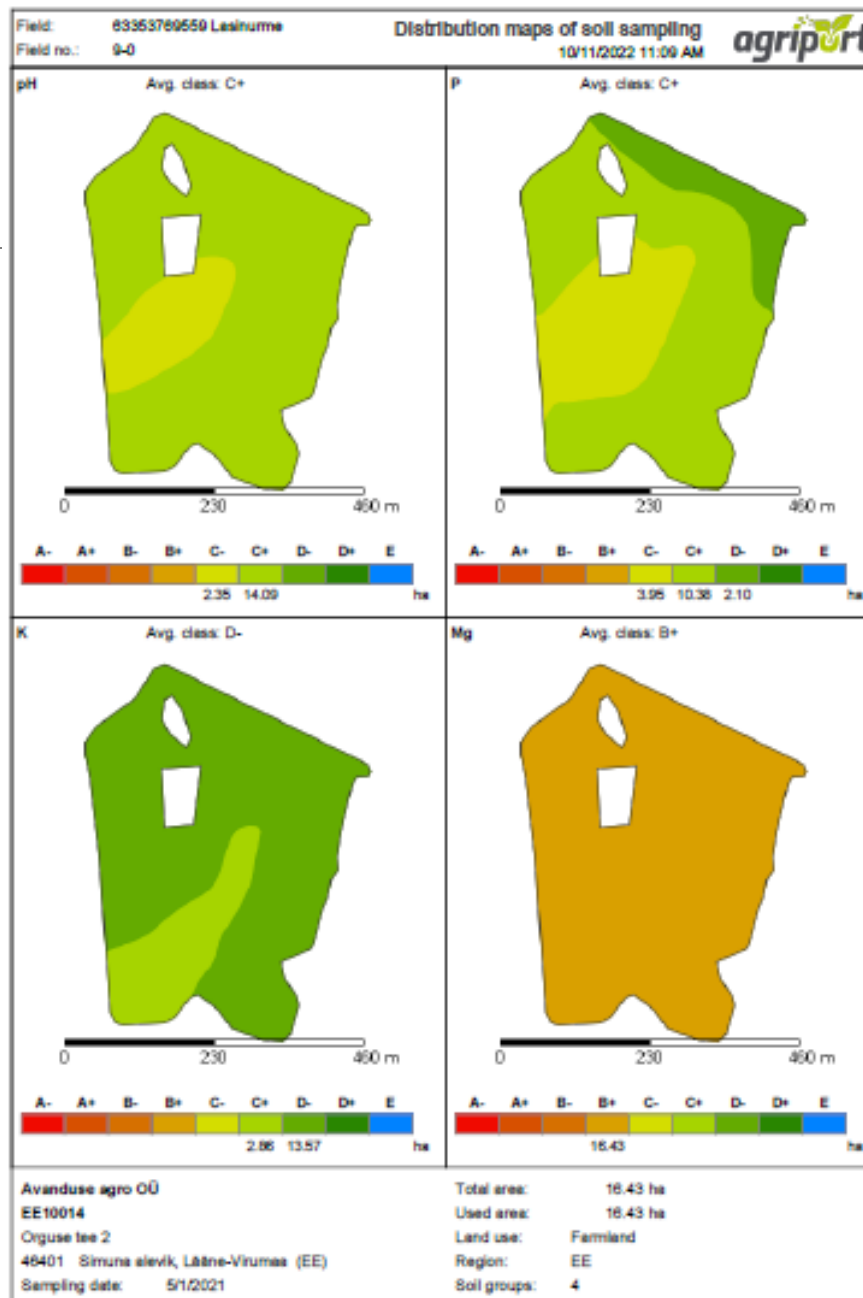 Field: 63353769559 Lasinurme
Field no.: 9-0
Distribution maps of soil sampling
10/11/2022 11:09 AM
agriport
pH Avg. class: C+
0 230 460 m
A- A+ B- B+ C- C+ D- D+ E
2.35 14.09 ha
P Avg. class: C+
0 230 460 m
A- A+ B- B+ C- C+ D- D+ E
3.95 10.38 2.10 ha
K Avg. class: D-
0 230 460 m
A- A+ B- B+ C- C+ D- D+ E
2.86 13.57 ha
Mg Avg. class: B+
0 230 460 m
A- A+ B- B+ C- C+ D- D+ E
16.43 ha
Avanduse agro OÜ
EE10014
Orguse tee 2
46401 Simuna alevik, Lääne-Virumaa (EE)
Sampling date: 5/1/2021
Total area: 16.43 ha
Used area: 16.43 ha
Land use: Farmland
Region: EE
Soil groups: 4